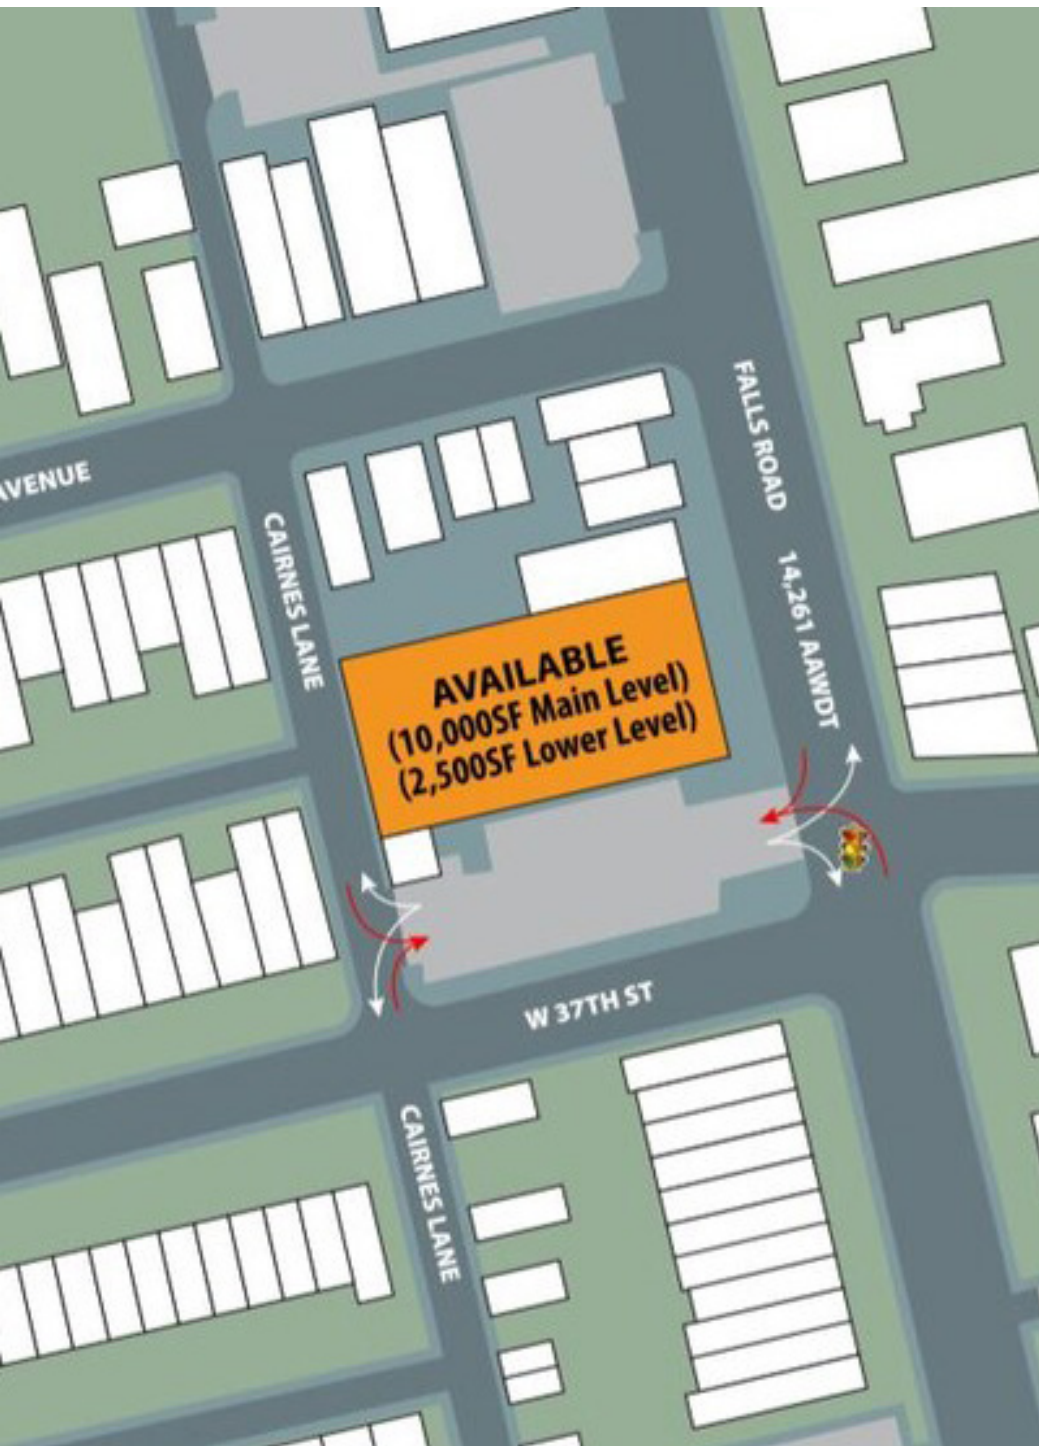 FALLS ROAD
14,261 AAWDT
AVENUE
CAIRNES LANE
AVAILABLE
(10,000SF Main Level)
(2,500SF Lower Level)
W 37TH ST
CAIRNES LANE